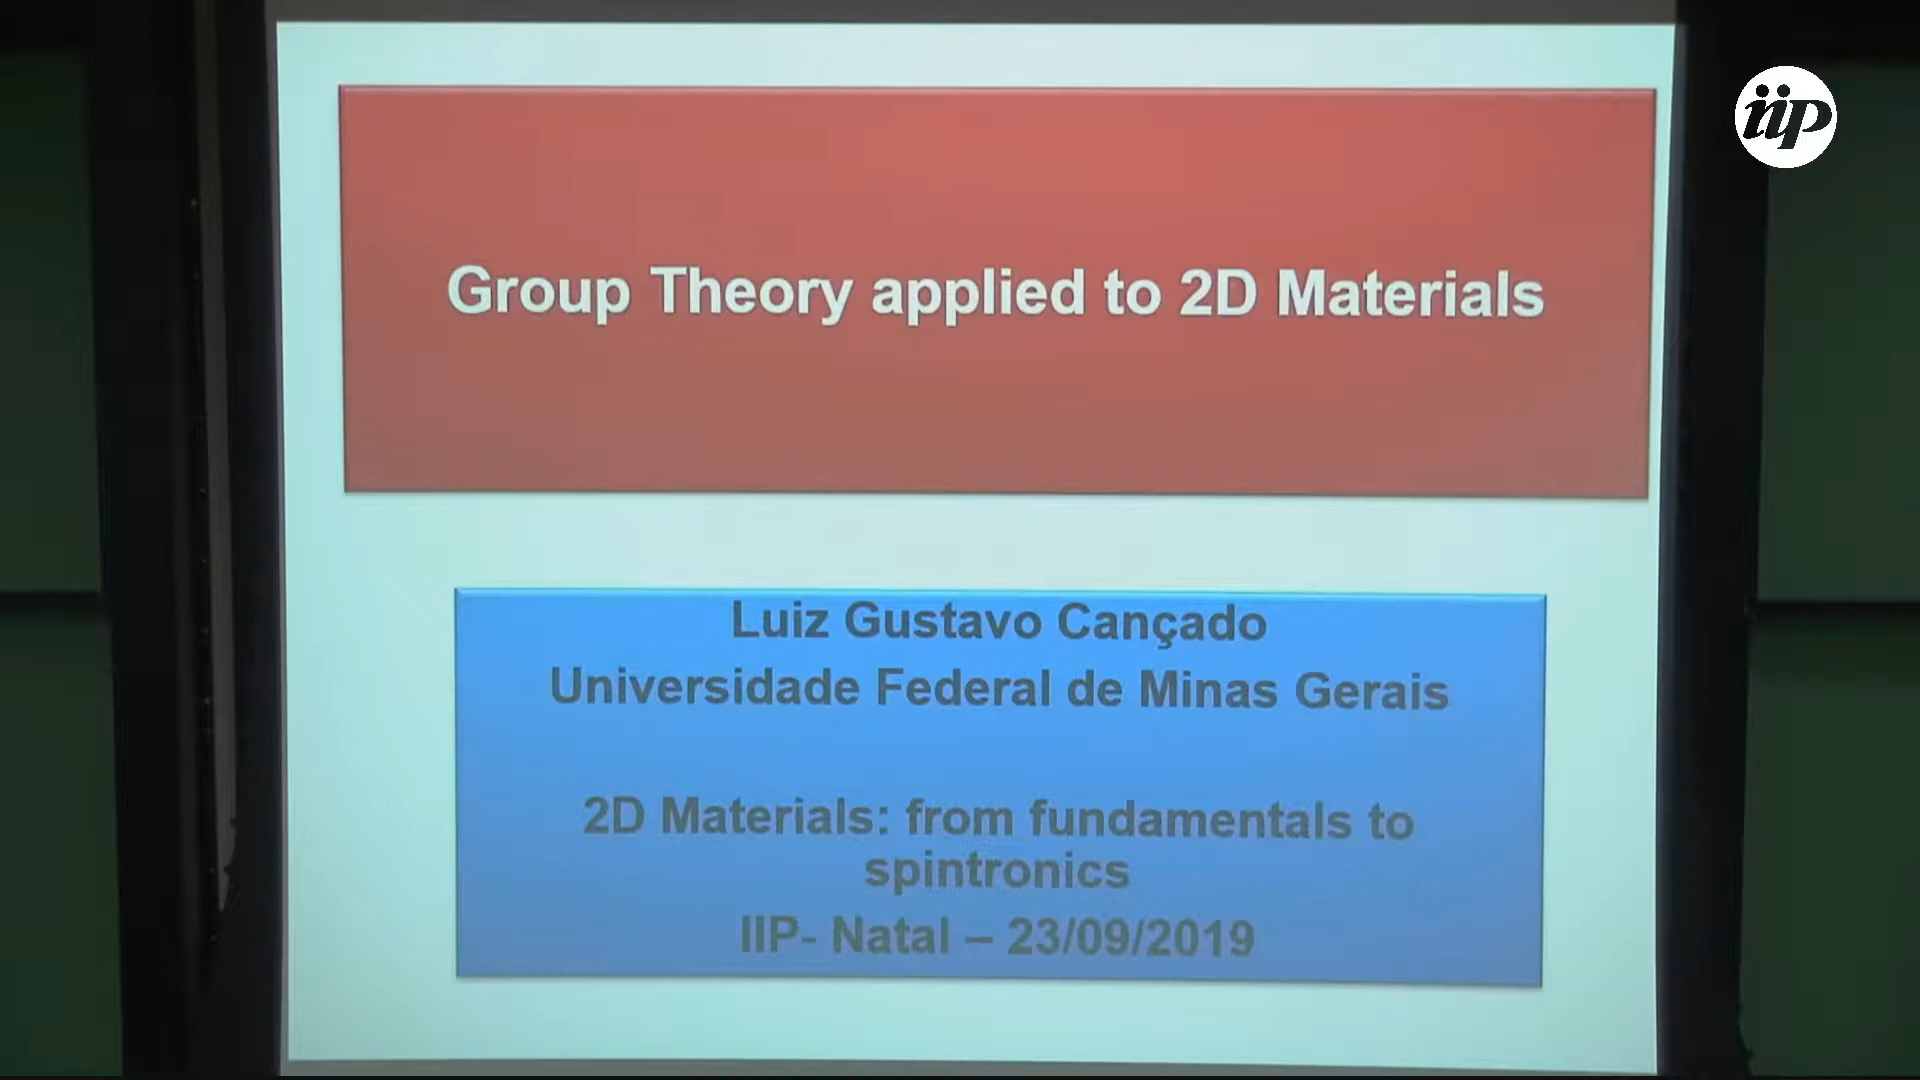 iip
Group Theory applied to 2D Materials
Luiz Gustavo Cançado
Universidade Federal de Minas Gerais
2D Materials: from fundamentals to
spintronics
IIP- Natal – 23/09/2019